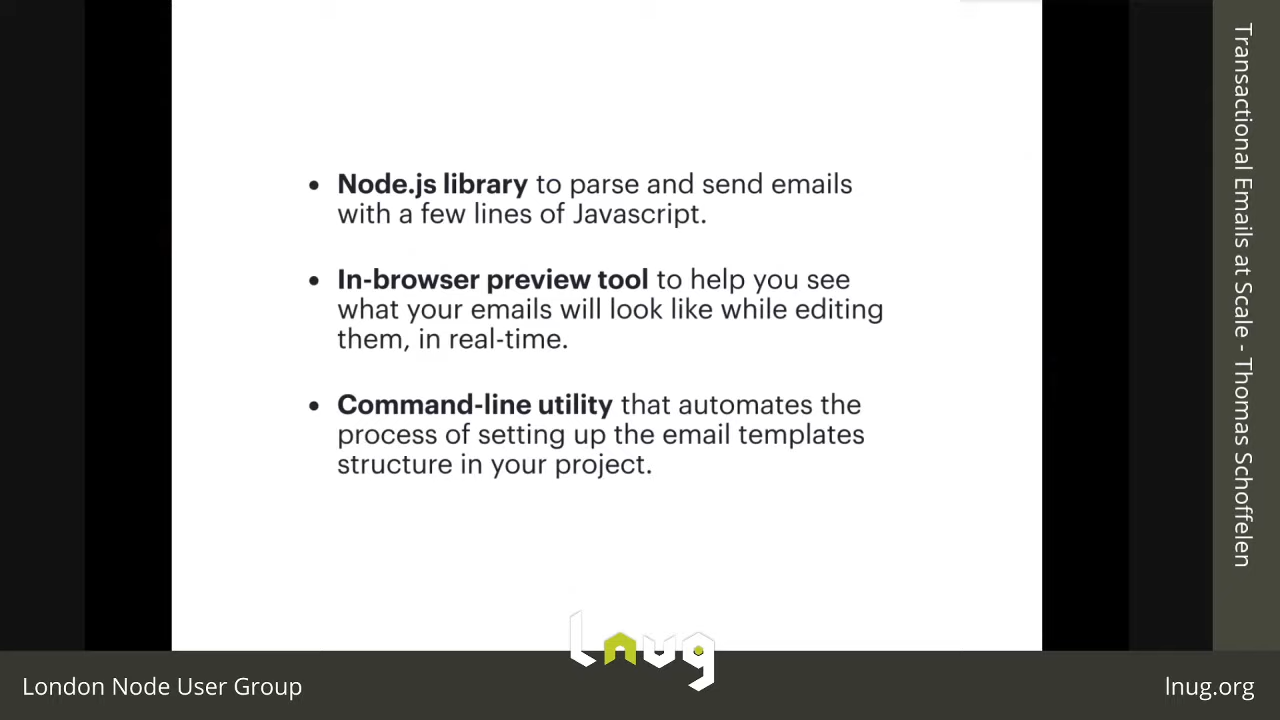 • Node.js library to parse and send emails
with a few lines of Javascript.
• In-browser preview tool to help you see
what your emails will look like while editing
them, in real-time.
• Command-line utility that automates the
process of setting up the email templates
structure in your project.
Transactional Emails at Scale - Thomas Schoffelen
lnug
London Node User Group
lnug.org